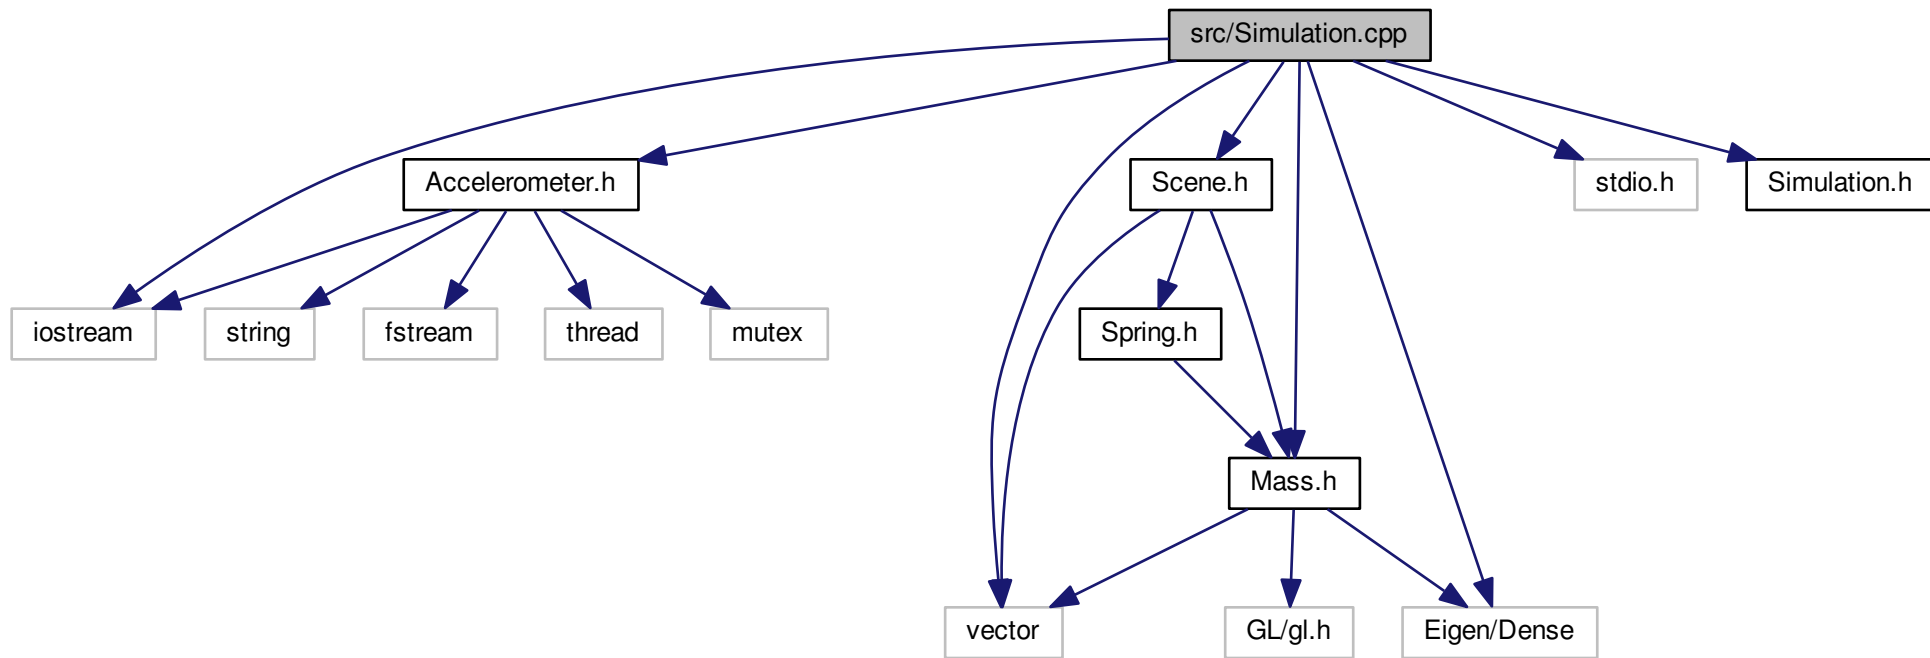 src/Simulation.cpp
Accelerometer.h
Scene.h
stdio.h
Simulation.h
iostream
string
fstream
thread
mutex
Spring.h
Mass.h
vector
GL/gl.h
Eigen/Dense